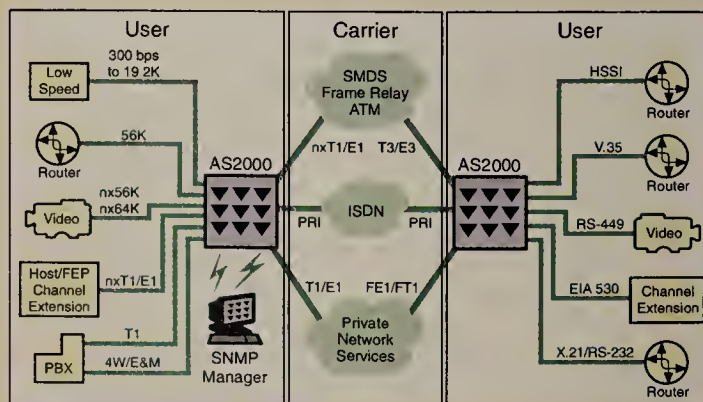 User
Carrier
User
Low
Speed
300 bps
to 19 2K
Router
56K
Video
nx56K
nx64K
Host/FEP
Channel
Extension
nxT1/E1
PBX
T1
4W/E&M
AS2000
SNMP
Manager
SMDS
Frame Relay
ATM
nxT1/E1
T3/E3
ISDN
PRI
PRI
T1/E1
FE1/FT1
Private
Network
Services
AS2000
HSSI
Router
V.35
Router
RS-449
Video
EIA 530
Channel
Extension
X.21/RS-232
Router